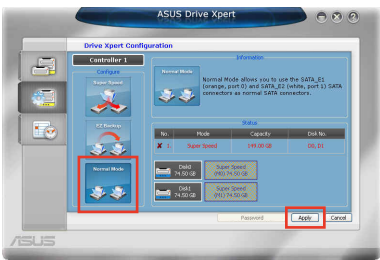 ASUS Drive Xpert
Drive Xpert Configuration
Controller 1
Configure
Super Speed
EZ Backup
Normal Mode
Information
Normal Mode
Normal Mode allows you to use the SATA_E1
(orange, port 0) and SATA_E2 (white, port 1) SATA
connectors as normal SATA connectors.
Status
No. Mode Capacity Disk No.
X 1 Super Speed 149.00 GB D0, D1
Disk0
74.50 GB
Super Speed
(M0) 74.50 GB
Disk1
74.50 GB
Super Speed
(M1) 74.50 GB
Password Apply Cancel
ASUS